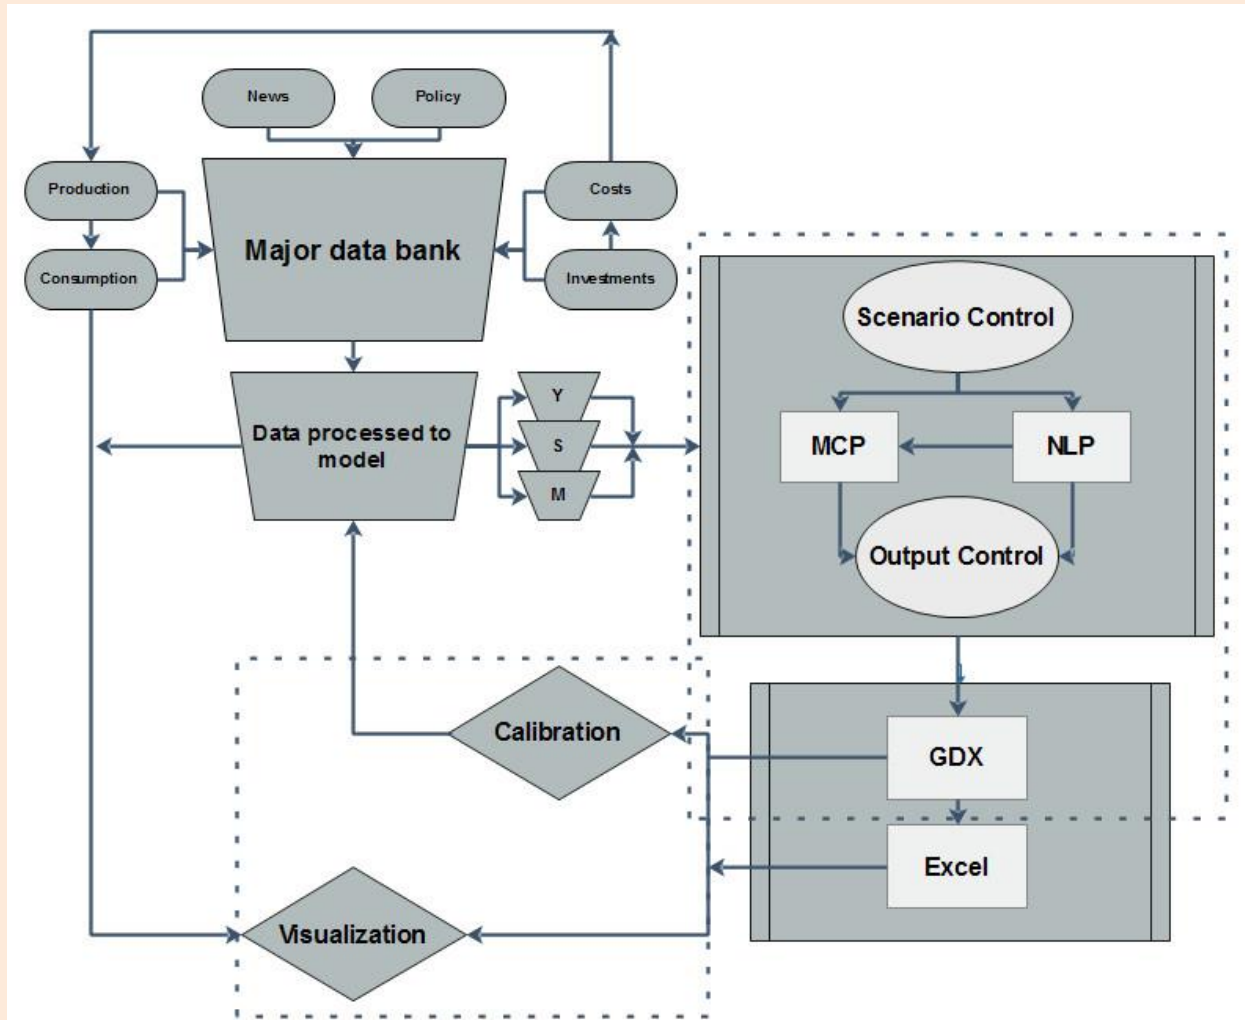 News
Policy
Production
Costs
Major data bank
Consumption
Investments
Scenario Control
Y
Data processed to
model
S
M
MCP
NLP
Output Control
Calibration
GDX
Excel
Visualization